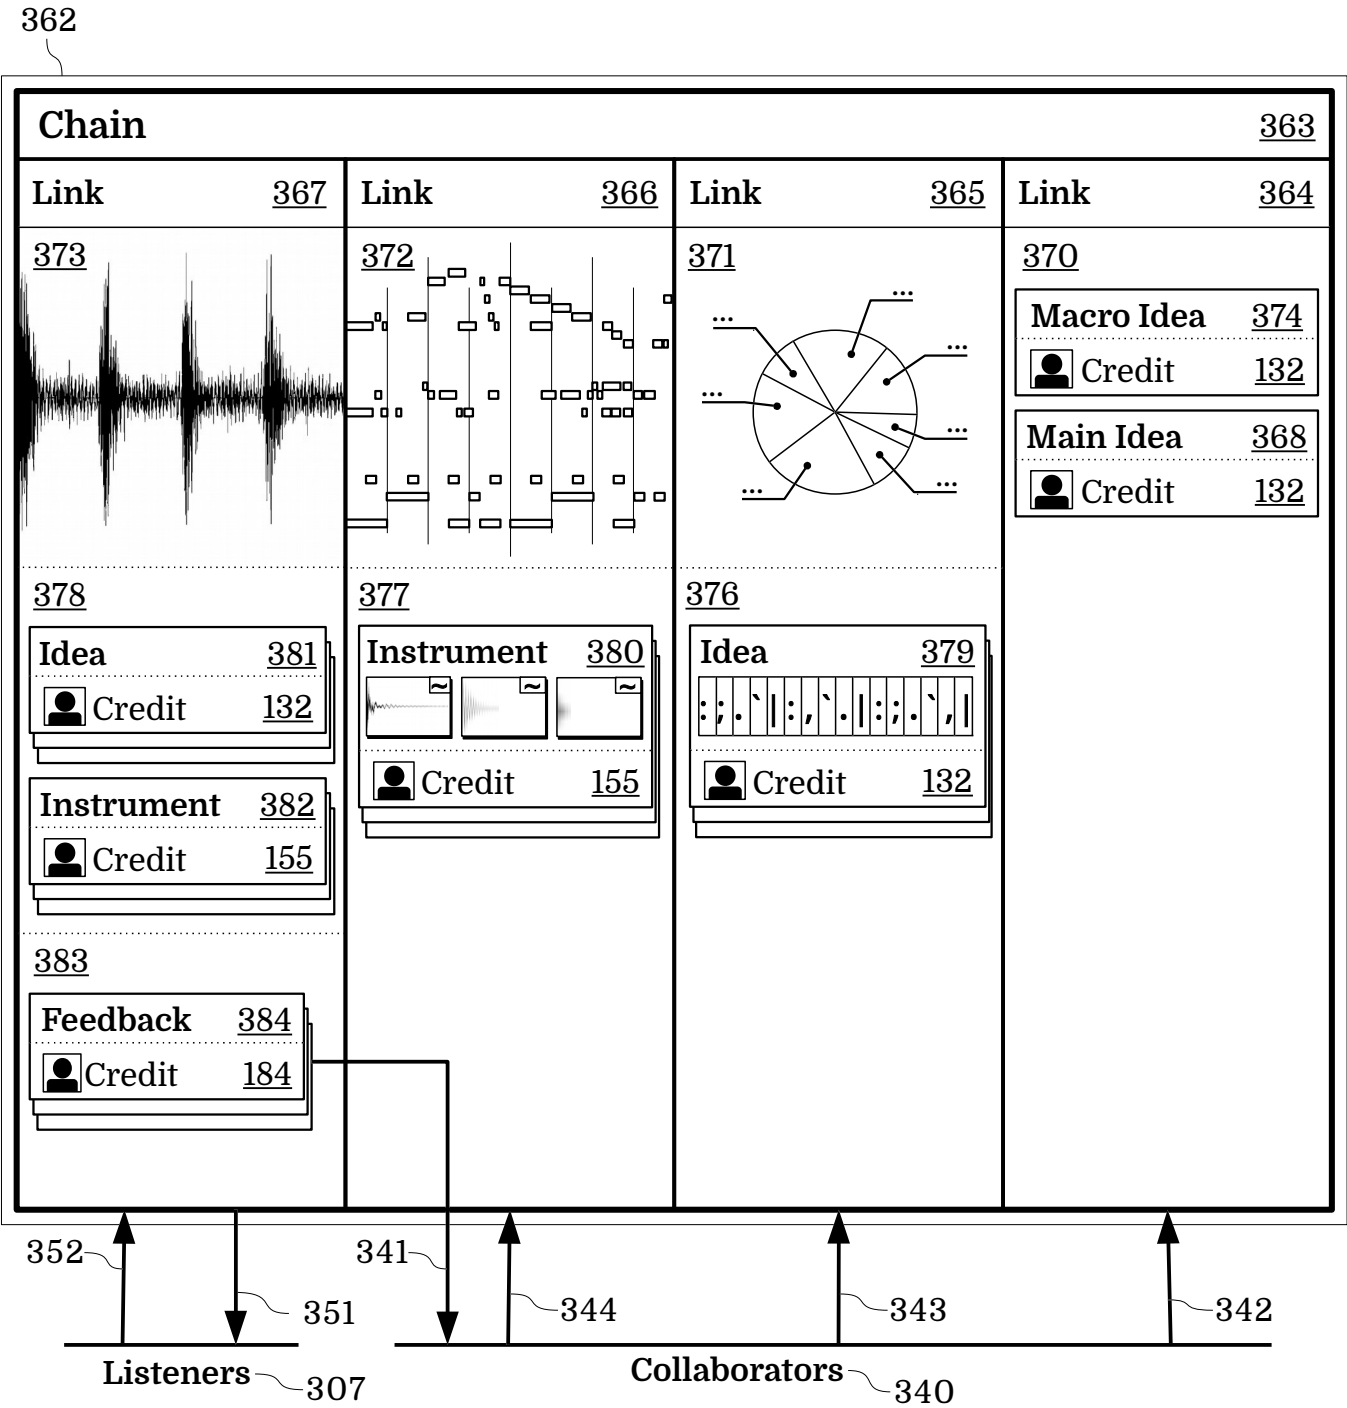 362
Chain 363
Link 367 Link 366 Link 365 Link 364
373 372 371 370
... ... ... ... ... ... ...
Macro Idea 374
Credit 132
Main Idea 368
Credit 132
378 377 376
Idea 381
Credit 132
Instrument 382
Credit 155
Instrument 380
~ ~ ~
Credit 155
Idea 379
:;.`|:,`.|:;.`,|
Credit 132
383
Feedback 384
Credit 184
352 351 341 344 343 342
Listeners 307
Collaborators 340